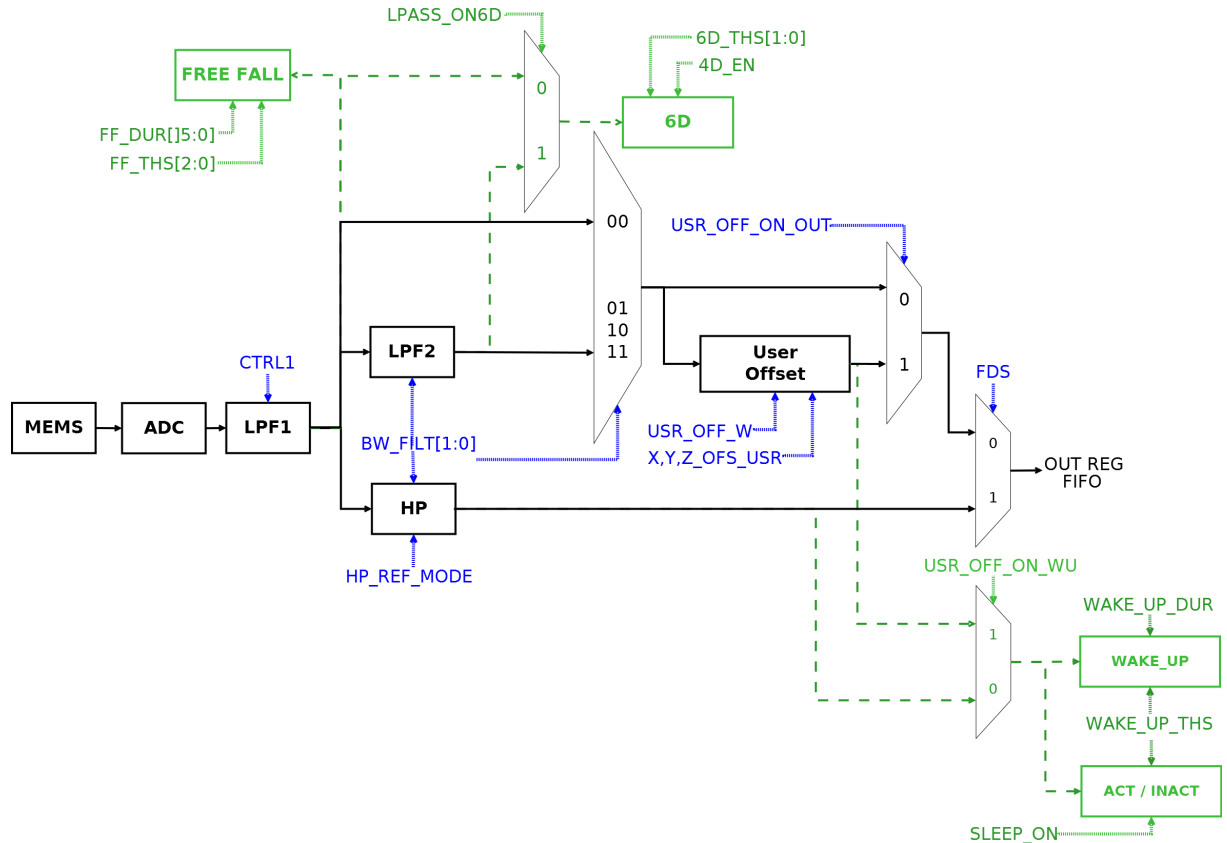 LPASS_ON6D
6D_THS[1:0]
4D_EN
FREE FALL
0
6D
FF_DUR[]5:0]
FF_THS[2:0]
1
00
USR_OFF_ON_OUT
0
01
10
11
LPF2
User
Offset
1
CTRL1
FDS
MEMS
ADC
LPF1
BW_FILT[1:0]
USR_OFF_W
X,Y,Z_OFS_USR
0
OUT REG
FIFO
1
HP
HP_REF_MODE
USR_OFF_ON_WU
WAKE_UP_DUR
1
WAKE_UP
0
WAKE_UP_THS
ACT / INACT
SLEEP_ON